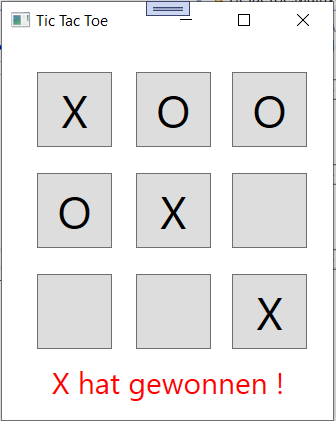 Tic Tac Toe
X O O
O X
X
X hat gewonnen !